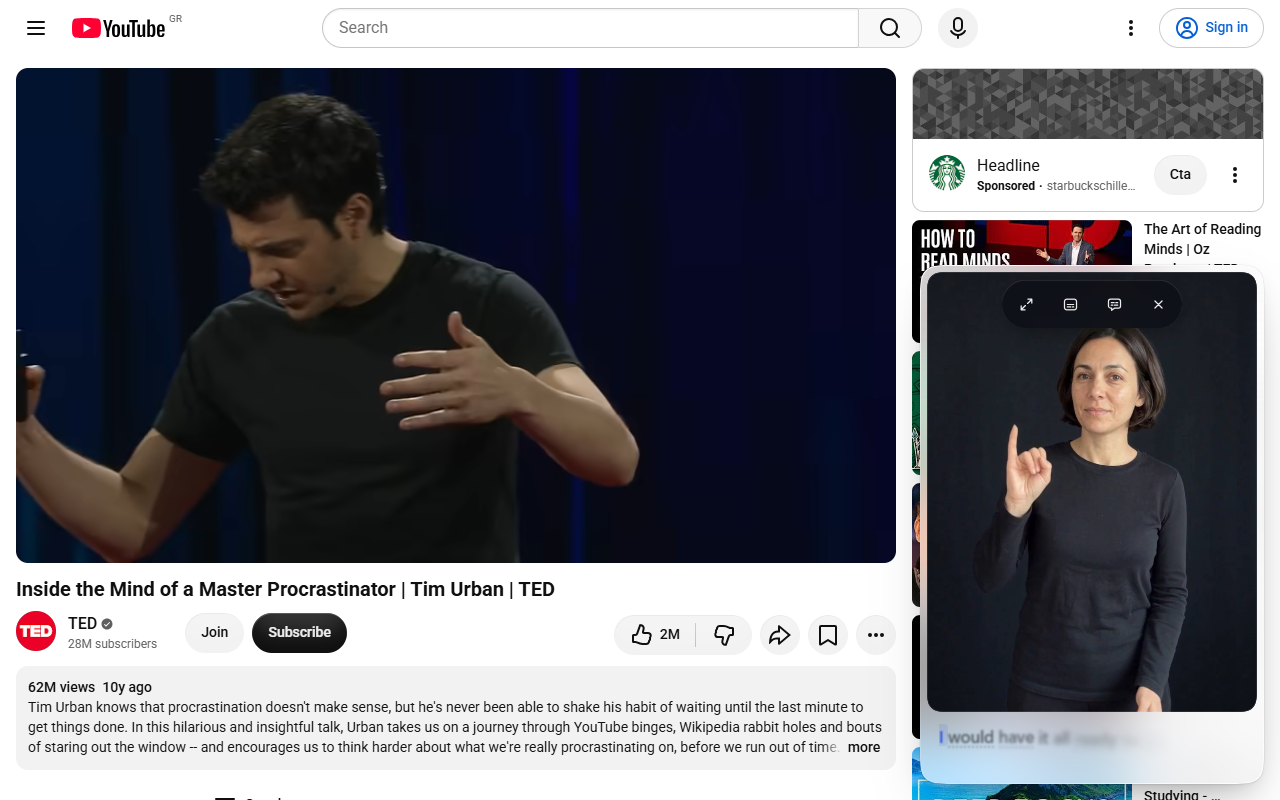 YouTube GR
Search
Sign in
Headline
Cta
Sponsored · starbuckschille...
HOW TO
READ MINDS
The Art of Reading
Minds | Oz
I would have it all ready
Inside the Mind of a Master Procrastinator | Tim Urban | TED
TED
TED
28M subscribers
Join
Subscribe
2M
62M views 10y ago
Tim Urban knows that procrastination doesn't make sense, but he's never been able to shake his habit of waiting until the last minute to
get things done. In this hilarious and insightful talk, Urban takes us on a journey through YouTube binges, Wikipedia rabbit holes and bouts
of staring out the window -- and encourages us to think harder about what we're really procrastinating on, before we run out of time. more
Studying - ...